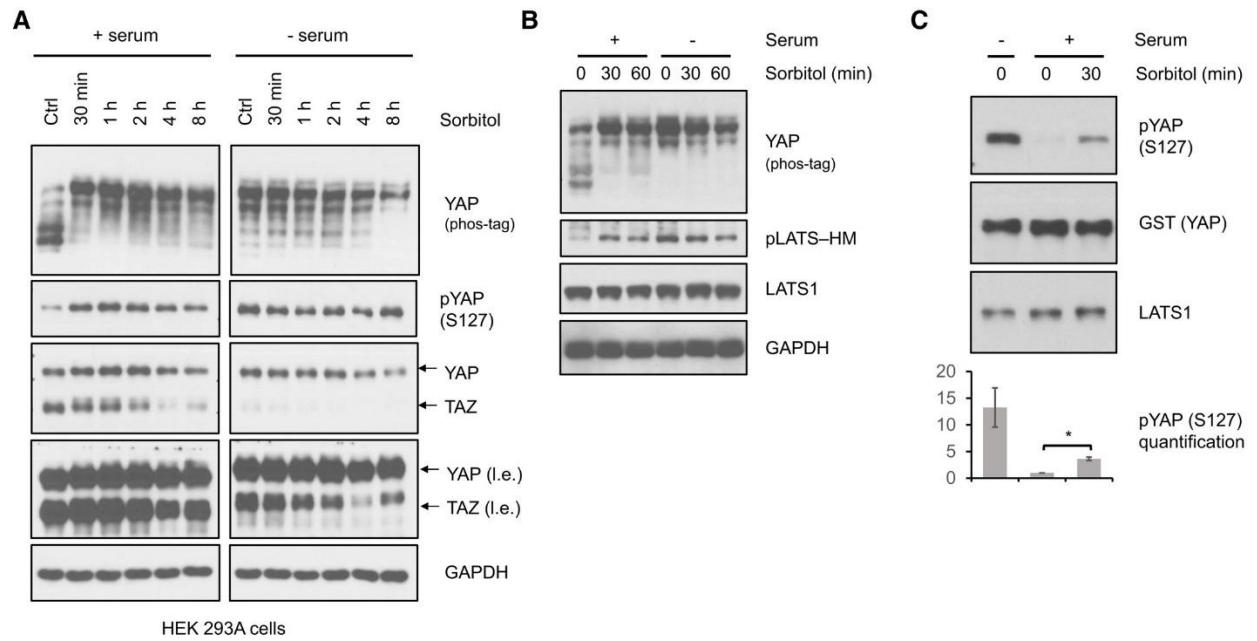 A
+ serum
- serum
Ctrl
30 min
1 h
2 h
4 h
8 h
Ctrl
30 min
1 h
2 h
4 h
8 h
Sorbitol
YAP
(phos-tag)
pYAP
(S127)
YAP
TAZ
YAP (l.e.)
TAZ (l.e.)
GAPDH
HEK 293A cells
B
+ - Serum
0 30 60 0 30 60 Sorbitol (min)
YAP
(phos-tag)
pLATS–HM
LATS1
GAPDH
C
- + Serum
0 0 30 Sorbitol (min)
pYAP
(S127)
GST (YAP)
LATS1
20
15
10
5
0
*
pYAP (S127)
quantification